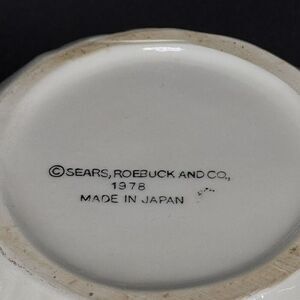 ©SEARS, ROEBUCK AND CO.,
1978
MADE IN JAPAN